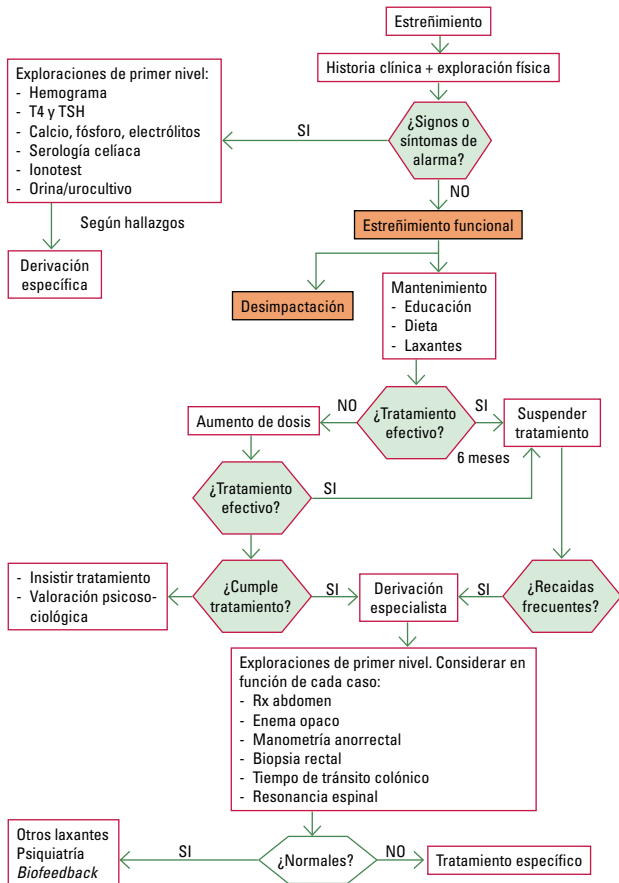 Estreñimiento
Historia clínica + exploración física
Exploraciones de primer nivel:
- Hemograma
- T4 y TSH
- Calcio, fósforo, electrólitos
- Serología celíaca
- Ionotest
- Orina/urocultivo
SI
¿Signos o
síntomas de
alarma?
NO
Según hallazgos
Derivación
específica
Estreñimiento funcional
Desimpactación
Mantenimiento
- Educación
- Dieta
- Laxantes
Aumento de dosis
NO
¿Tratamiento
efectivo?
SI
6 meses
Suspender
tratamiento
¿Tratamiento
efectivo?
SI
- Insistir tratamiento
- Valoración psicoso-
ciológica
¿Cumple
tratamiento?
SI
Derivación
especialista
SI
¿Recaidas
frecuentes?
Exploraciones de primer nivel. Considerar en
función de cada caso:
- Rx abdomen
- Enema opaco
- Manometría anorrectal
- Biopsia rectal
- Tiempo de tránsito colónico
- Resonancia espinal
Otros laxantes
Psiquiatría
Biofeedback
SI
¿Normales?
NO
Tratamiento específico